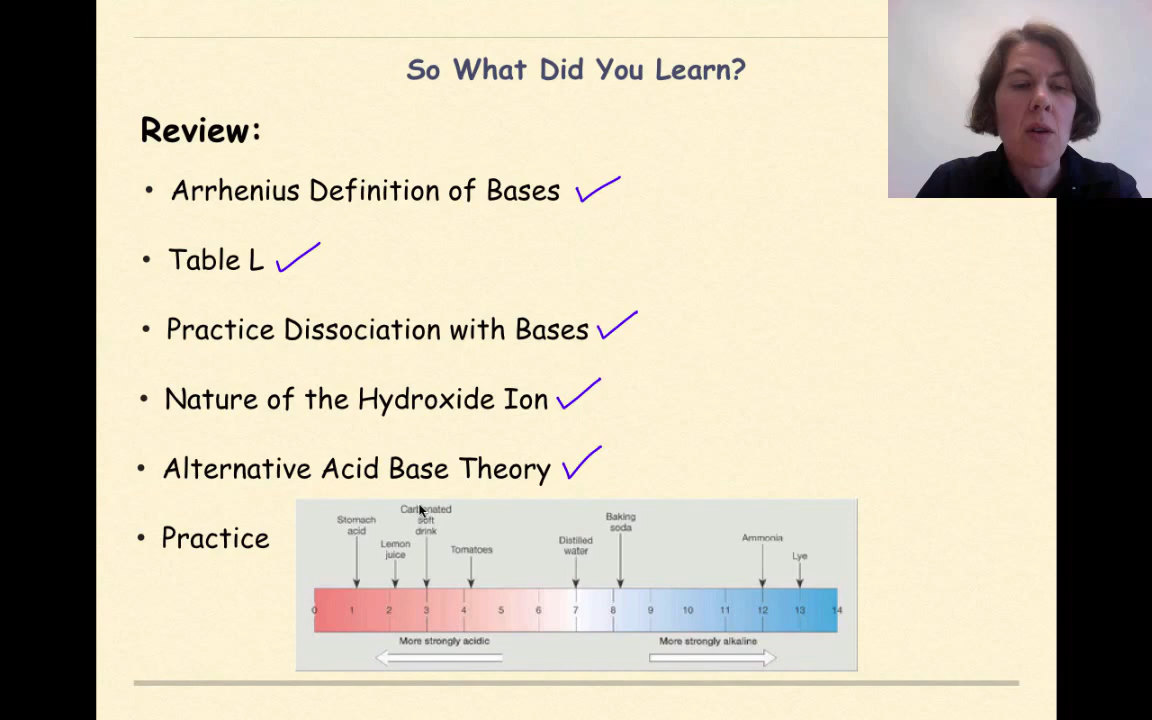 So What Did You Learn?
Review:
• Arrhenius Definition of Bases
• Table L
• Practice Dissociation with Bases
• Nature of the Hydroxide Ion
• Alternative Acid Base Theory
• Practice
Stomach
acid
Lemon
juice
Carbonated
soft
drink
Tomatoes
Distilled
water
Baking
soda
Ammonia
Lye
0 1 2 3 4 5 6 7 8 9 10 11 12 13 14
More strongly acidic
More strongly alkaline